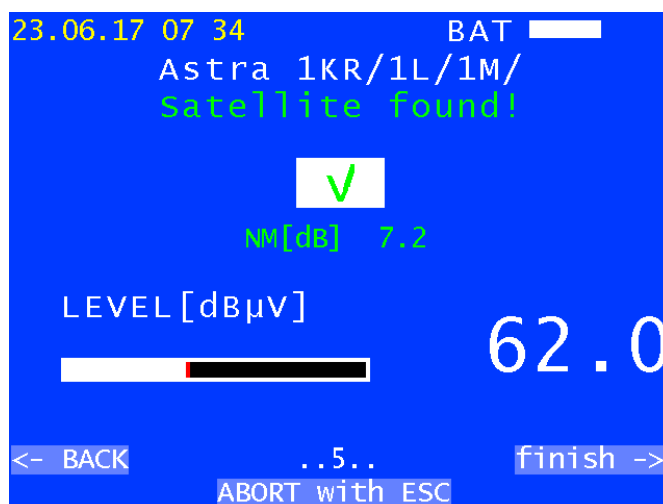 23.06.17 07 34 BAT
Astra 1KR/1L/1M/
Satellite found!
√
NM[dB] 7.2
LEVEL[dBµV]
62.0
<- BACK ..5.. finish ->
ABORT with ESC